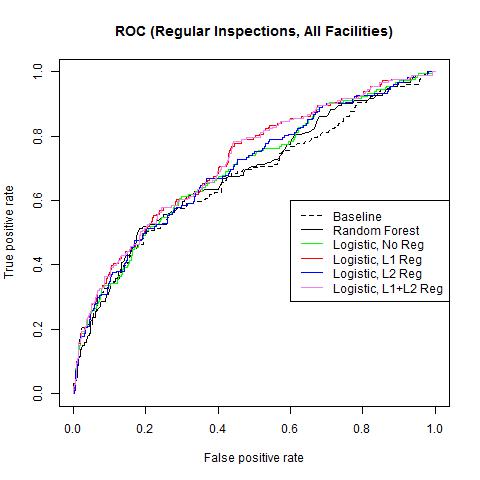 ROC (Regular Inspections, All Facilities)
True positive rate
1.0
0.8
0.6
0.4
0.2
0.0
Baseline
Random Forest
Logistic, No Reg
Logistic, L1 Reg
Logistic, L2 Reg
Logistic, L1+L2 Reg
0.0 0.2 0.4 0.6 0.8 1.0
False positive rate